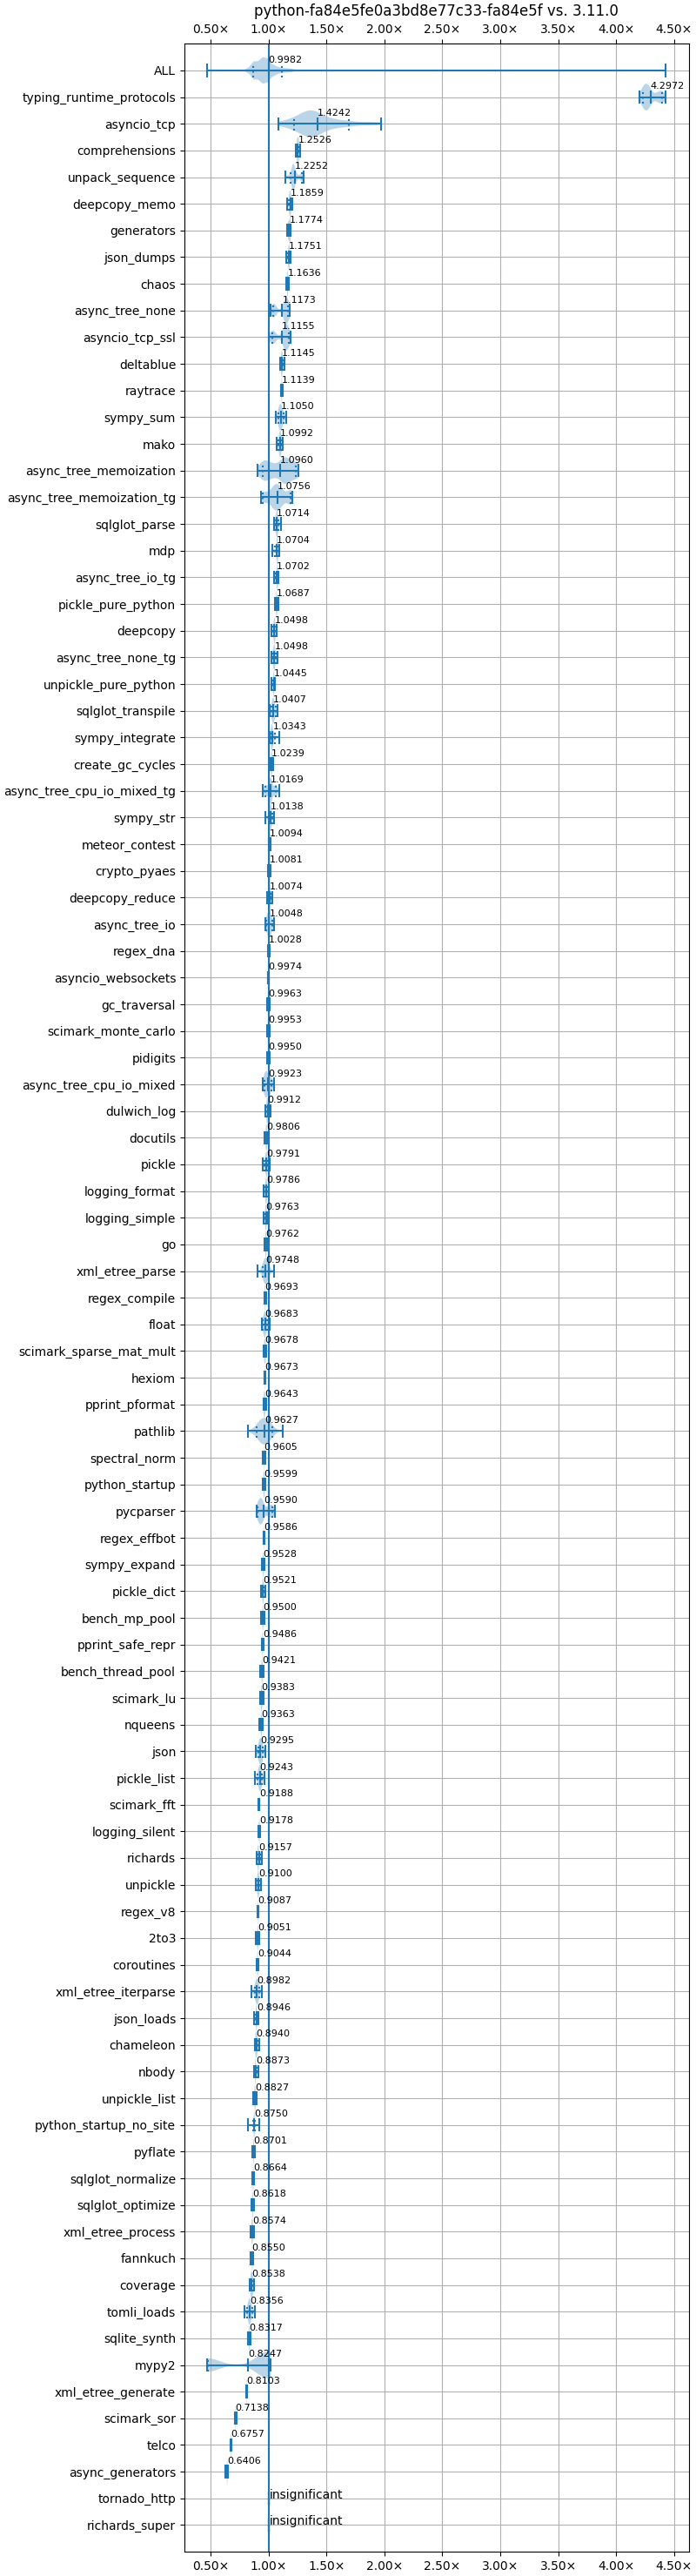 python-fa84e5fe0a3bd8e77c33-fa84e5f vs. 3.11.0
0.50× 1.00× 1.50× 2.00× 2.50× 3.00× 3.50× 4.00× 4.50×
ALL 0.9982
typing_runtime_protocols 4.2972
asyncio_tcp 1.4242
comprehensions 1.2526
unpack_sequence 1.2252
deepcopy_memo 1.1859
generators 1.1774
json_dumps 1.1751
chaos 1.1636
async_tree_none 1.1173
asyncio_tcp_ssl 1.1155
deltablue 1.1145
raytrace 1.1139
sympy_sum 1.1050
mako 1.0992
async_tree_memoization 1.0960
async_tree_memoization_tg 1.0756
sqlglot_parse 1.0714
mdp 1.0704
async_tree_io_tg 1.0702
pickle_pure_python 1.0687
deepcopy 1.0498
async_tree_none_tg 1.0498
unpickle_pure_python 1.0445
sqlglot_transpile 1.0407
sympy_integrate 1.0343
create_gc_cycles 1.0239
async_tree_cpu_io_mixed_tg 1.0169
sympy_str 1.0138
meteor_contest 1.0094
crypto_pyaes 1.0081
deepcopy_reduce 1.0074
async_tree_io 1.0048
regex_dna 1.0028
asyncio_websockets 0.9974
gc_traversal 0.9963
scimark_monte_carlo 0.9953
pidigits 0.9950
async_tree_cpu_io_mixed 0.9923
dulwich_log 0.9912
docutils 0.9806
pickle 0.9791
logging_format 0.9786
logging_simple 0.9763
go 0.9762
xml_etree_parse 0.9748
regex_compile 0.9693
float 0.9683
scimark_sparse_mat_mult 0.9678
hexiom 0.9673
pprint_pformat 0.9643
pathlib 0.9627
spectral_norm 0.9605
python_startup 0.9599
pycparser 0.9590
regex_effbot 0.9586
sympy_expand 0.9528
pickle_dict 0.9521
bench_mp_pool 0.9500
pprint_safe_repr 0.9486
bench_thread_pool 0.9421
scimark_lu 0.9383
nqueens 0.9363
json 0.9295
pickle_list 0.9243
scimark_fft 0.9188
logging_silent 0.9178
richards 0.9157
unpickle 0.9100
regex_v8 0.9087
2to3 0.9051
coroutines 0.9044
xml_etree_iterparse 0.8982
json_loads 0.8946
chameleon 0.8940
nbody 0.8873
unpickle_list 0.8827
python_startup_no_site 0.8750
pyflate 0.8701
sqlglot_normalize 0.8664
sqlglot_optimize 0.8618
xml_etree_process 0.8574
fannkuch 0.8550
coverage 0.8538
tomli_loads 0.8356
sqlite_synth 0.8317
mypy2 0.8247
xml_etree_generate 0.8103
scimark_sor 0.7138
telco 0.6757
async_generators 0.6406
tornado_http insignificant
richards_super insignificant
0.50× 1.00× 1.50× 2.00× 2.50× 3.00× 3.50× 4.00× 4.50×